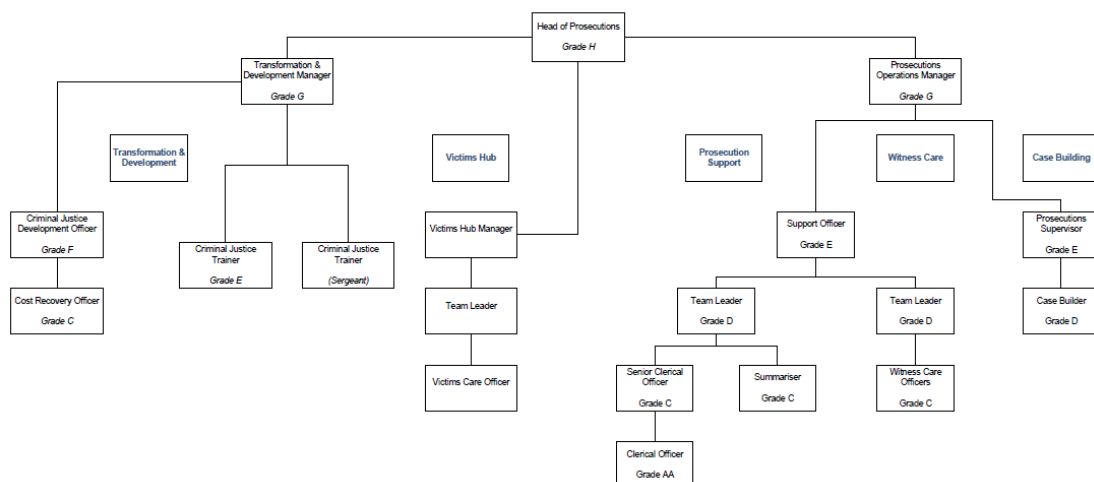 Head of Prosecutions
Grade H
Transformation &
Development Manager
Grade G
Prosecutions
Operations Manager
Grade G
Transformation &
Development
Victims Hub
Prosecution
Support
Witness Care
Case Building
Criminal Justice
Development Officer
Grade F
Criminal Justice
Trainer
Grade E
Criminal Justice
Trainer
(Sergeant)
Victims Hub Manager
Support Officer
Grade E
Prosecutions
Supervisor
Grade E
Cost Recovery Officer
Grade C
Team Leader
Team Leader
Grade D
Team Leader
Grade D
Case Builder
Grade D
Victims Care Officer
Senior Clerical
Officer
Grade C
Summariser
Grade C
Witness Care
Officers
Grade C
Clerical Officer
Grade AA